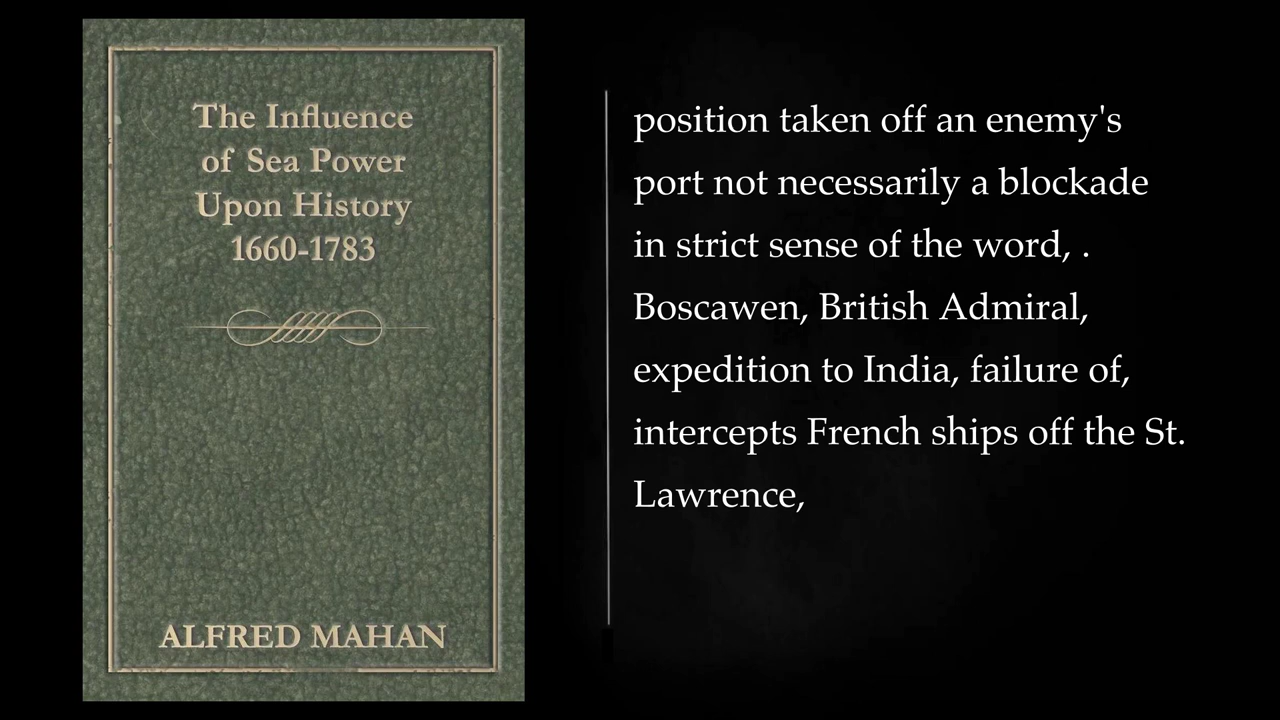 The Influence
of Sea Power
Upon History
1660-1783
ALFRED MAHAN
position taken off an enemy's
port not necessarily a blockade
in strict sense of the word, .
Boscawen, British Admiral,
expedition to India, failure of,
intercepts French ships off the St.
Lawrence,